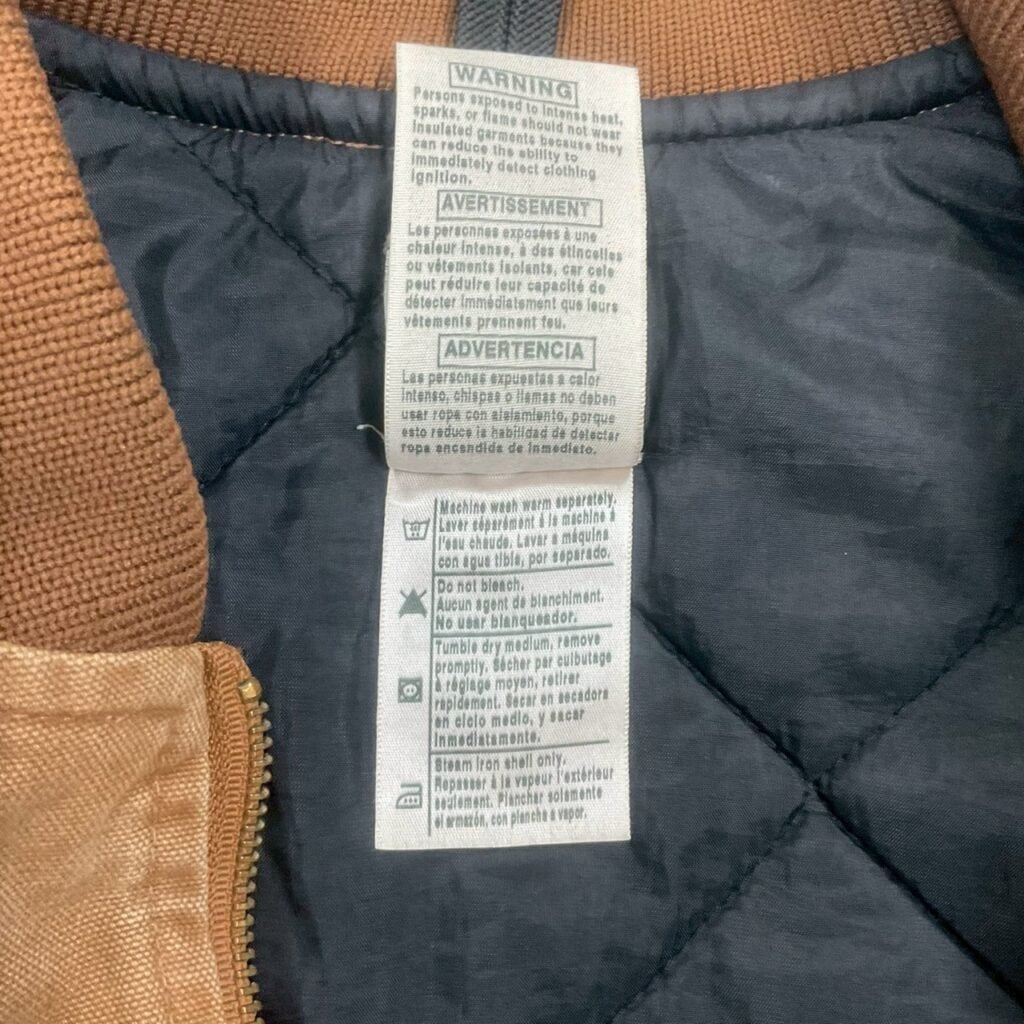 WARNING
Persons exposed to intense heat,
sparks, or flame should not wear
insulated garments because they
can reduce the ability to
immediately detect clothing
ignition.
AVERTISSEMENT
Les personnes exposées à une
chaleur intense, à des étincelles
ou vêtements isolants, car cele
peut réduire leur capacité de
détecter immédiatement que leurs
vêtements prennent feu.
ADVERTENCIA
Las personas expuestas a calor
intenso, chispas o llamas no deben
usar ropa con aislamiento, porque
esto reduce la habilidad de detectar
ropa encendida de inmediato.
Machine wash warm separately.
Laver séparément à la machine à
l'eau chaude. Lavar a máquina
con agua tibia, por separado.
Do not bleach.
Aucun agent de blanchiment.
No usar blanqueador.
Tumble dry medium, remove
promptly. Sécher par culbutage
à réglage moyen, retirer
rapidement. Secar en secadora
en ciclo medio, y sacar
inmediatamente.
Steam iron shell only.
Repasser à la vapeur l'extérieur
seulement. Planchar solamente
el armazón, con plancha a vapor.